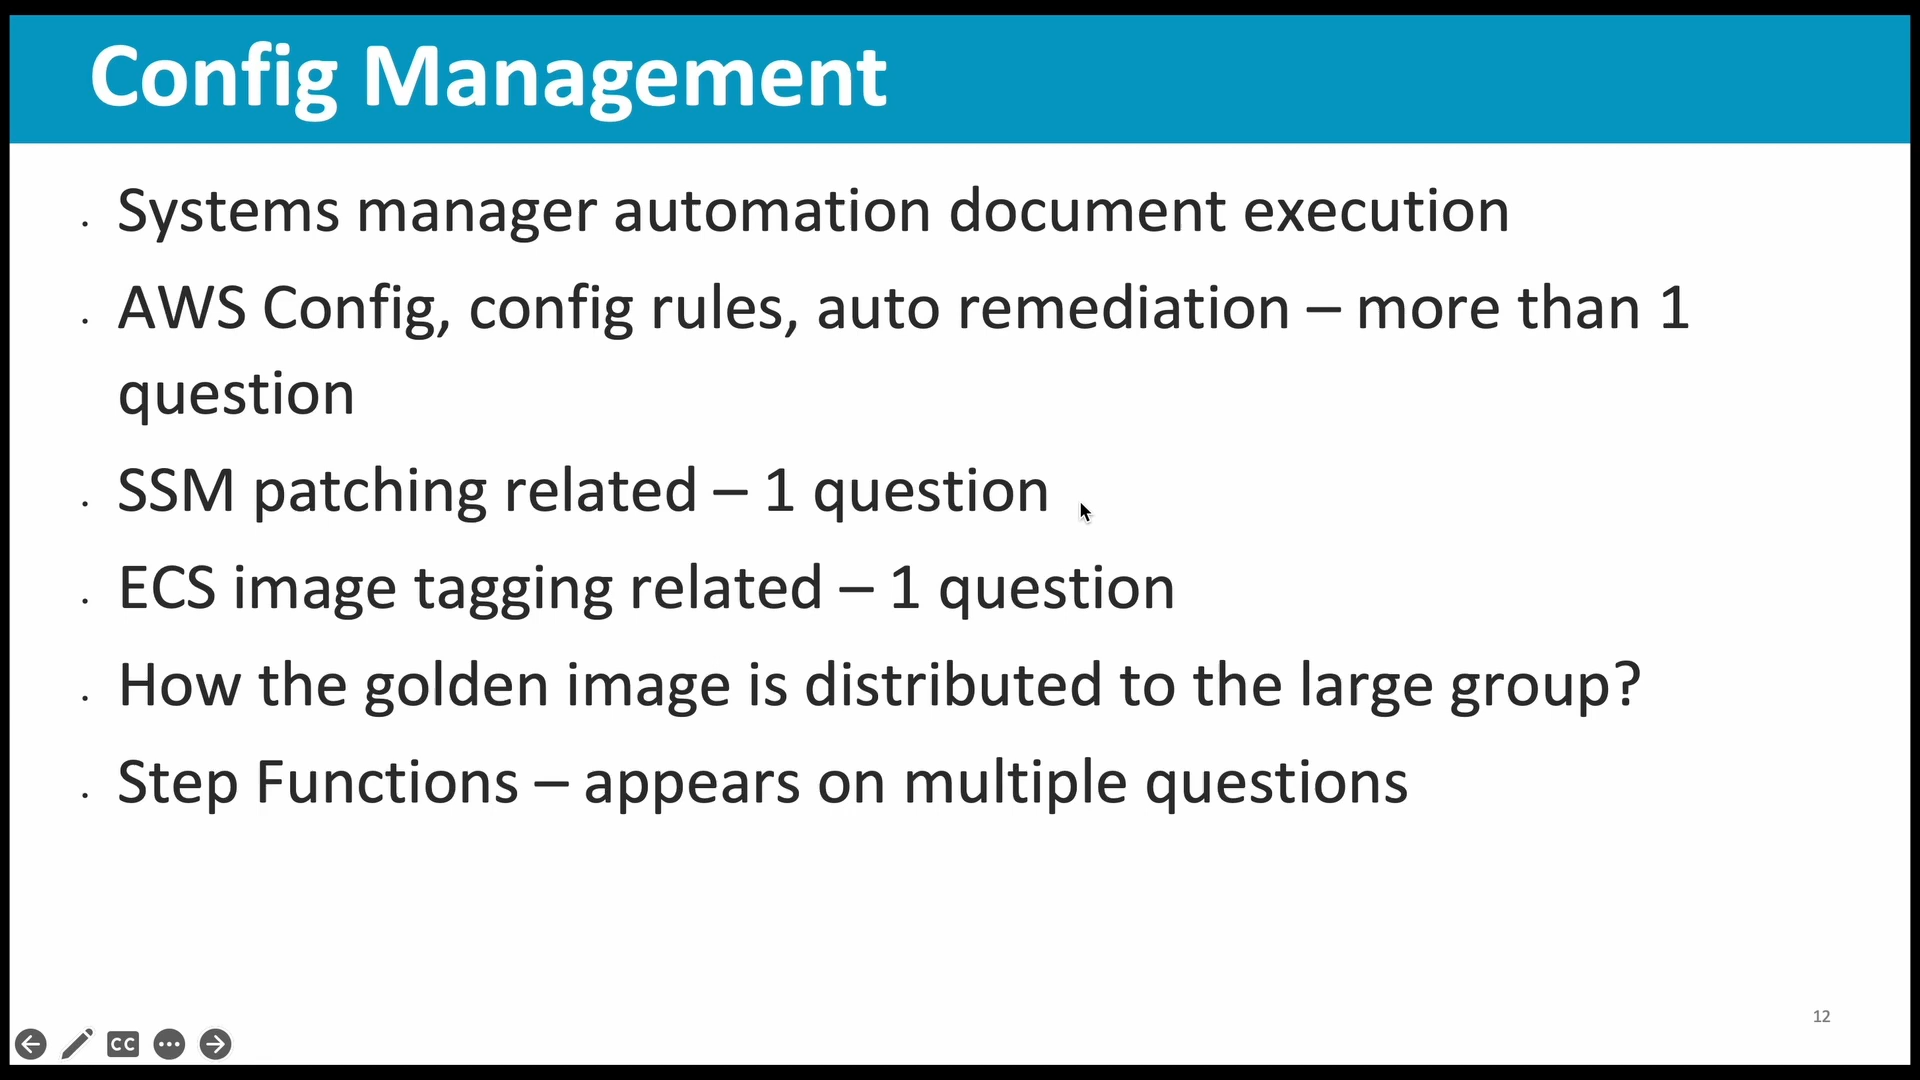 Config Management
. Systems manager automation document execution
. AWS Config, config rules, auto remediation – more than 1
question
. SSM patching related – 1 question
. ECS image tagging related – 1 question
. How the golden image is distributed to the large group?
. Step Functions – appears on multiple questions
12
CC